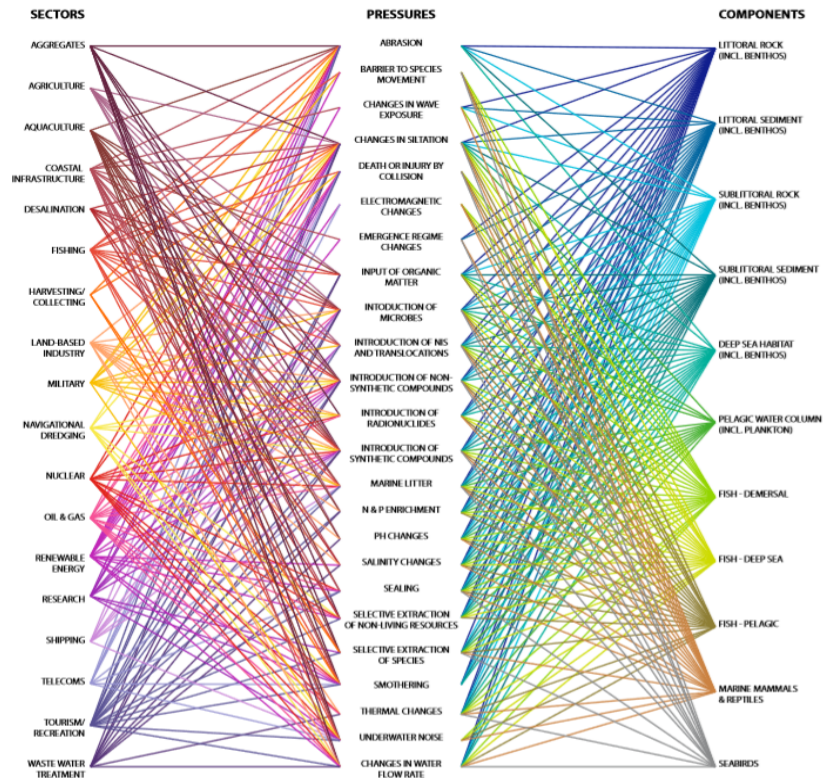 SECTORS
PRESSURES
COMPONENTS
AGGREGATES
AGRICULTURE
AQUACULTURE
COASTAL
INFRASTRUCTURE
DESALINATION
FISHING
HARVESTING/
COLLECTING
LAND-BASED
INDUSTRY
MILITARY
NAVIGATIONAL
DREDGING
NUCLEAR
OIL & GAS
RENEWABLE
ENERGY
RESEARCH
SHIPPING
TELECOMS
TOURISM/
RECREATION
WASTE WATER
TREATMENT
ABRASION
BARRIER TO SPECIES
MOVEMENT
CHANGES IN WAVE
EXPOSURE
CHANGES IN SILTATION
DEATH OR INJURY BY
COLLISION
ELECTROMAGNETIC
CHANGES
EMERGENCE REGIME
CHANGES
INPUT OF ORGANIC
MATTER
INTODUCTION OF
MICROBES
INTRODUCTION OF NIS
AND TRANSLOCATIONS
INTRODUCTION OF NON-
SYNTHETIC COMPOUNDS
INTRODUCTION OF
RADIONUCLIDES
INTRODUCTION OF
SYNTHETIC COMPOUNDS
MARINE LITTER
N & P ENRICHMENT
PH CHANGES
SALINITY CHANGES
SEALING
SELECTIVE EXTRACTION
OF NON-LIVING RESOURCES
SELECTIVE EXTRACTION
OF SPECIES
SMOTHERING
THERMAL CHANGES
UNDERWATER NOISE
CHANGES IN WATER
FLOW RATE
LITTORAL ROCK
(INCL. BENTHOS)
LITTORAL SEDIMENT
(INCL. BENTHOS)
SUBLITTORAL ROCK
(INCL. BENTHOS)
SUBLITTORAL SEDIMENT
(INCL. BENTHOS)
DEEP SEA HABITAT
(INCL. BENTHOS)
PELAGIC WATER COLUMN
(INCL. PLANKTON)
FISH - DEMERSAL
FISH - DEEP SEA
FISH - PELAGIC
MARINE MAMMALS
& REPTILES
SEABIRDS